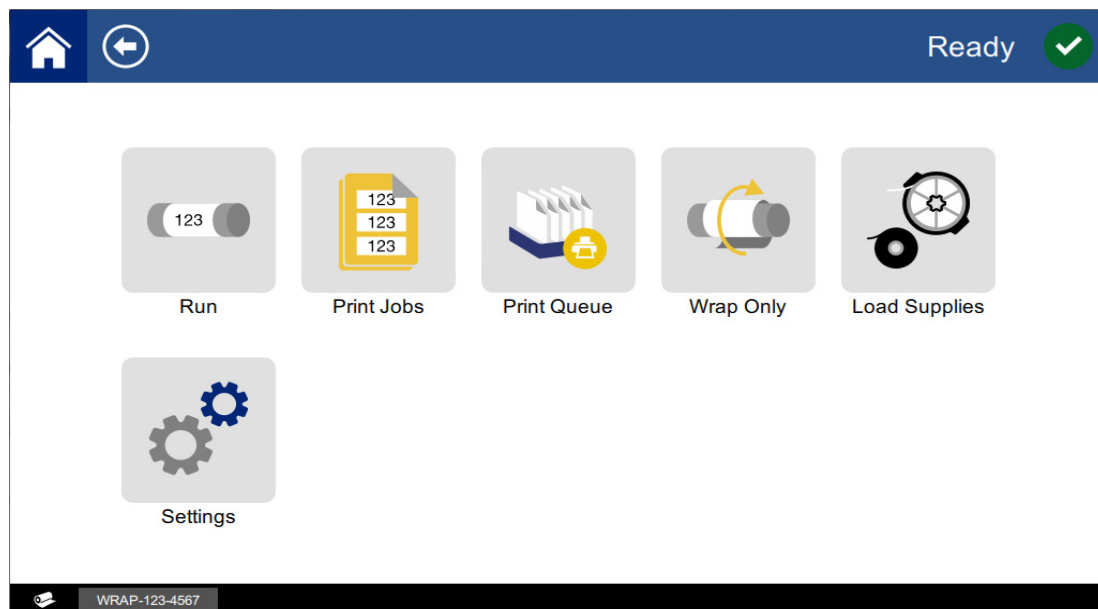 Ready
123
123
123
123
Run
Print Jobs
Print Queue
Wrap Only
Load Supplies
Settings
WRAP-123-4567